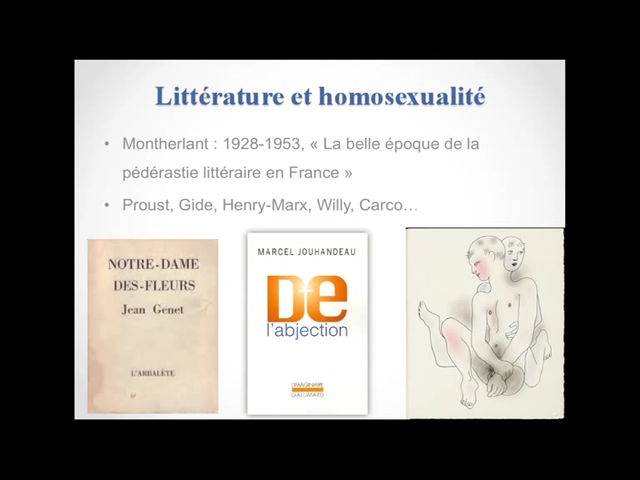 Littérature et homosexualité
• Montherlant : 1928-1953, « La belle époque de la
pédérastie littéraire en France »
• Proust, Gide, Henry-Marx, Willy, Carco…
NOTRE-DAME
DES-FLEURS
Jean Genet
L'ARBALÈTE
MARCEL JOUHANDEAU
De
l'abjection
L'IMAGINAIRE
GALLIMARD